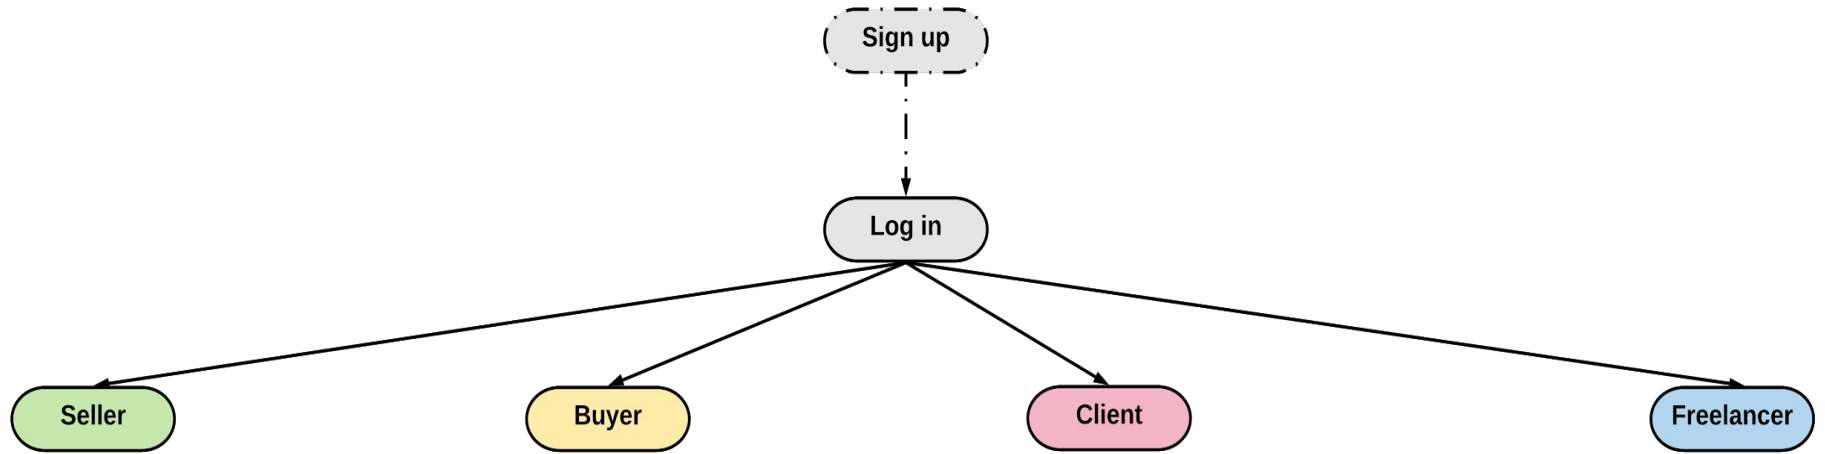 Sign up
Log in
Seller
Buyer
Client
Freelancer